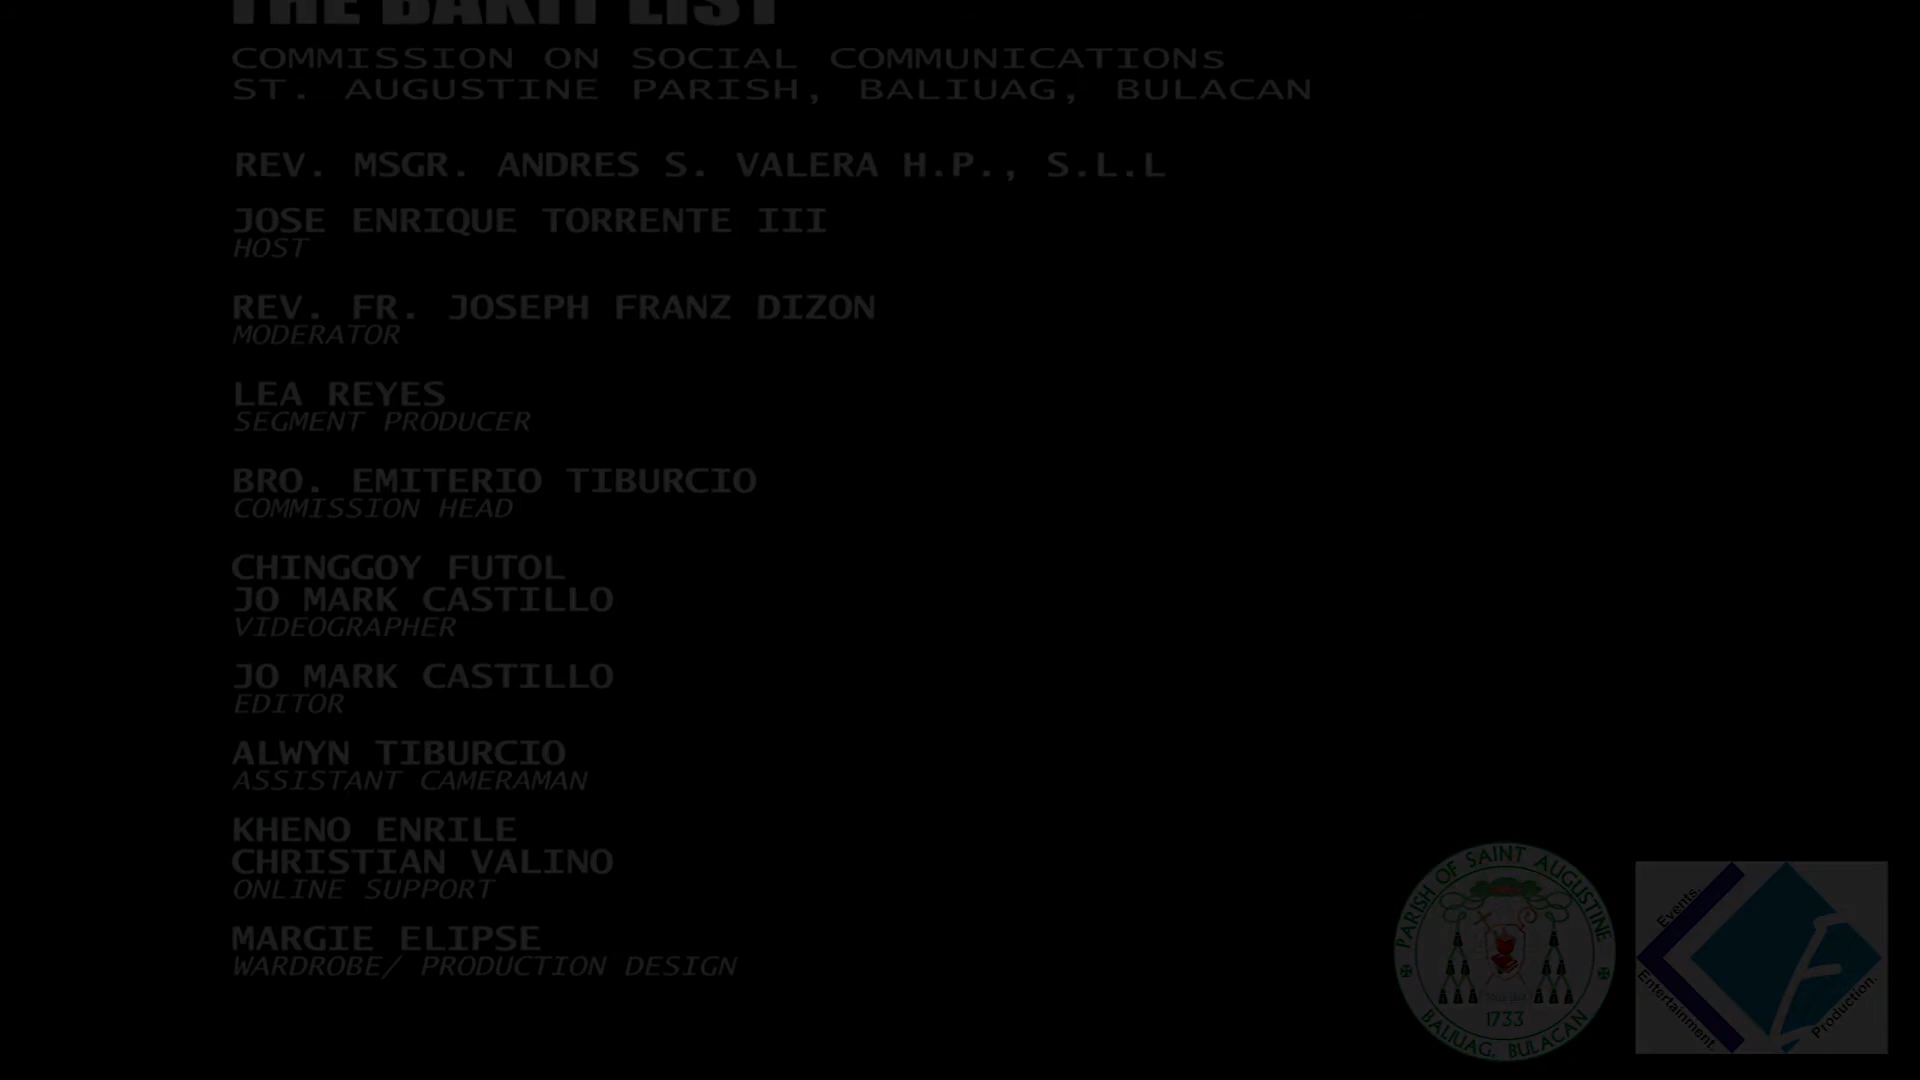 THE BAKIT LIST
COMMISSION ON SOCIAL COMMUNICATIONs
ST. AUGUSTINE PARISH, BALIUAG, BULACAN
REV. MSGR. ANDRES S. VALERA H.P., S.L.L
JOSE ENRIQUE TORRENTE III
HOST
REV. FR. JOSEPH FRANZ DIZON
MODERATOR
LEA REYES
SEGMENT PRODUCER
BRO. EMITERIO TIBURCIO
COMMISSION HEAD
CHINGGOY FUTOL
JO MARK CASTILLO
VIDEOGRAPHER
JO MARK CASTILLO
EDITOR
ALWYN TIBURCIO
ASSISTANT CAMERAMAN
KHENO ENRILE
CHRISTIAN VALINO
ONLINE SUPPORT
MARGIE ELIPSE
WARDROBE/ PRODUCTION DESIGN
PARISH OF SAINT AUGUSTINE
1733
BALIUAG, BULACAN
Events.
Entertainment.
Production.